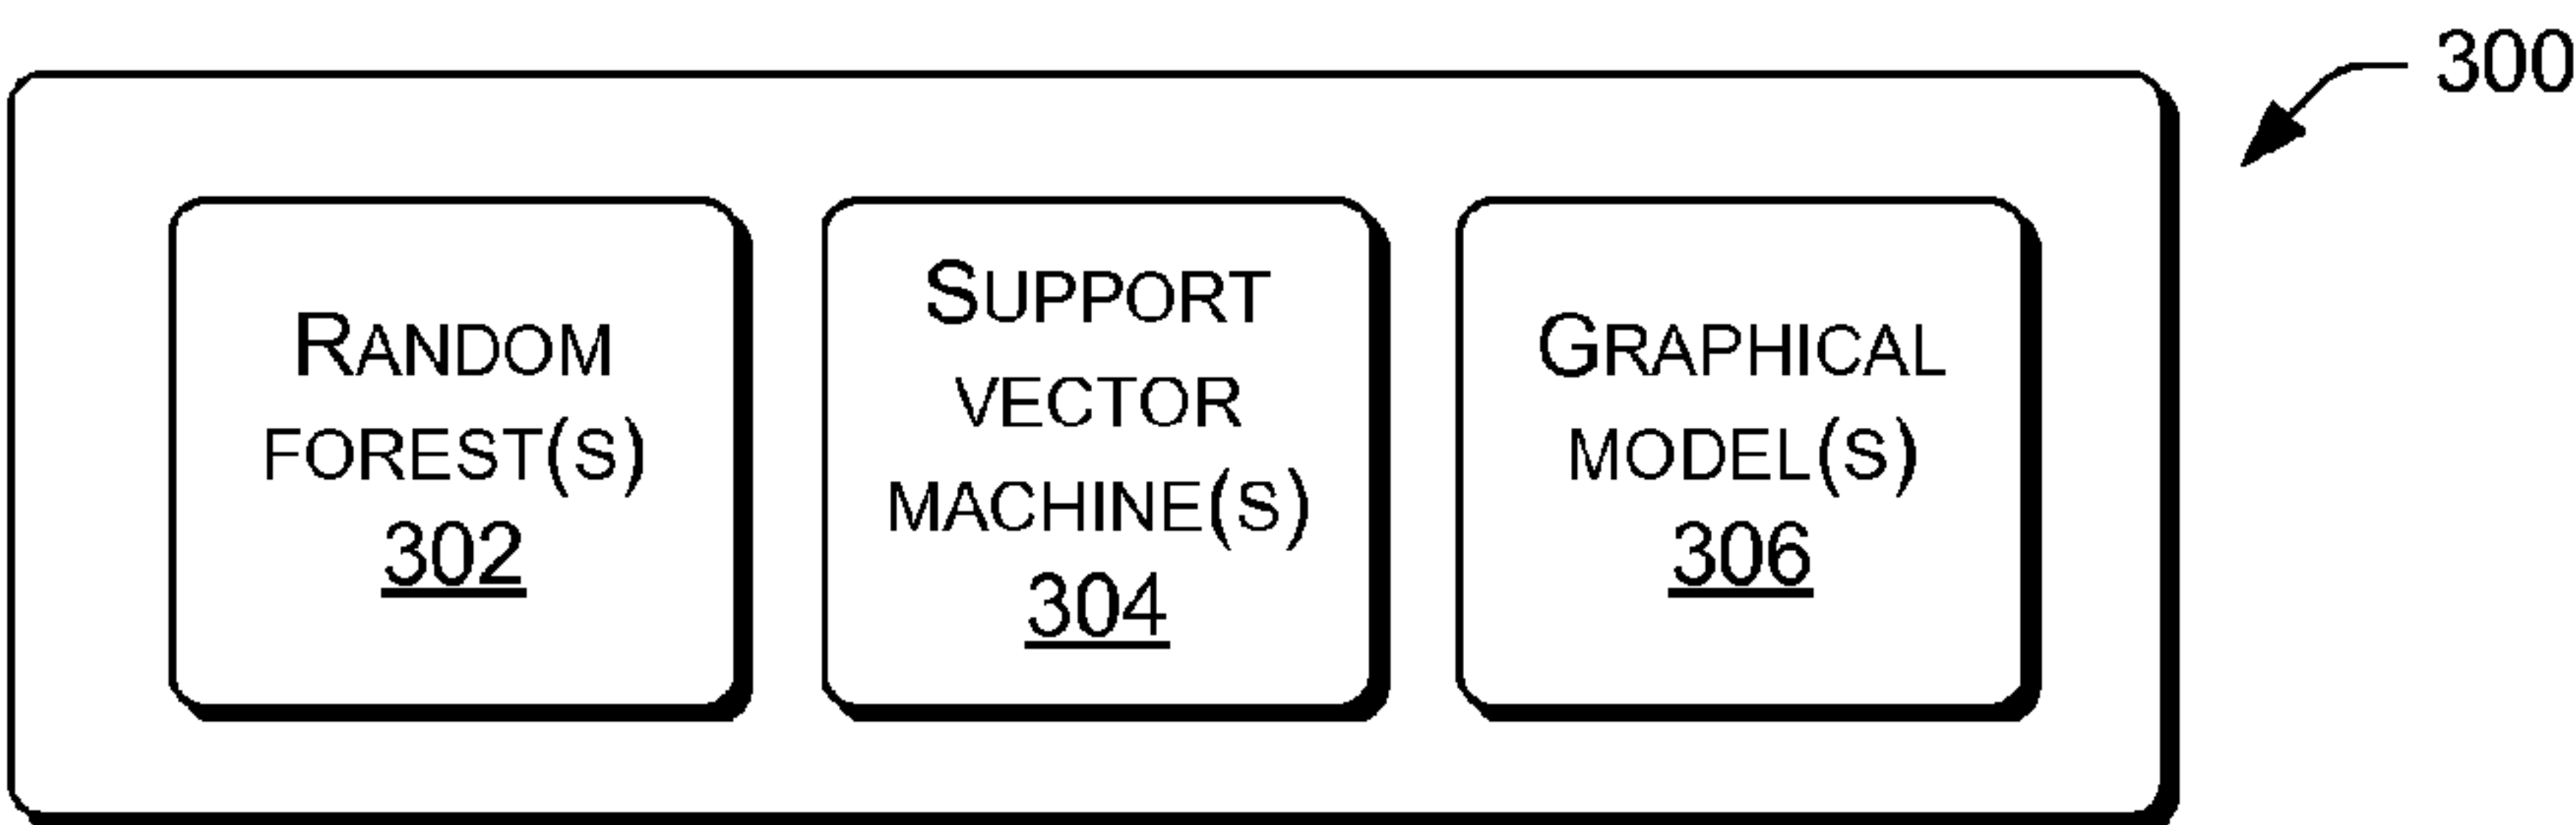 300
RANDOM
FOREST(S)
302
SUPPORT
VECTOR
MACHINE(S)
304
GRAPHICAL
MODEL(S)
306